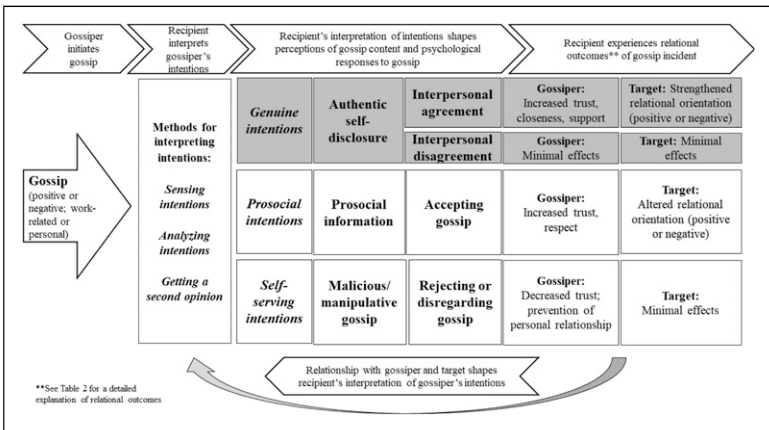 Gossiper
initiates
gossip
Recipient
interprets
gossiper's
intentions
Recipient's interpretation of intentions shapes
perceptions of gossip content and psychological
responses to gossip
Recipient experiences relational
outcomes** of gossip incident
Gossip
(positive or
negative; work-
related or
personal)
Methods for
interpreting
intentions:
Sensing
intentions
Analyzing
intentions
Getting a
second opinion
Genuine
intentions
Authentic
self-
disclosure
Interpersonal
agreement
Gossiper:
Increased trust,
closeness, support
Target: Strengthened
relational orientation
(positive or negative)
Interpersonal
disagreement
Gossiper:
Minimal effects
Target: Minimal
effects
Prosocial
intentions
Prosocial
information
Accepting
gossip
Gossiper:
Increased trust,
respect
Target:
Altered relational
orientation (positive
or negative)
Self-
serving
intentions
Malicious/
manipulative
gossip
Rejecting or
disregarding
gossip
Gossiper:
Decreased trust;
prevention of
personal relationship
Target:
Minimal effects
Relationship with gossiper and target shapes
recipient's interpretation of gossiper's intentions
**See Table 2 for a detailed
explanation of relational outcomes